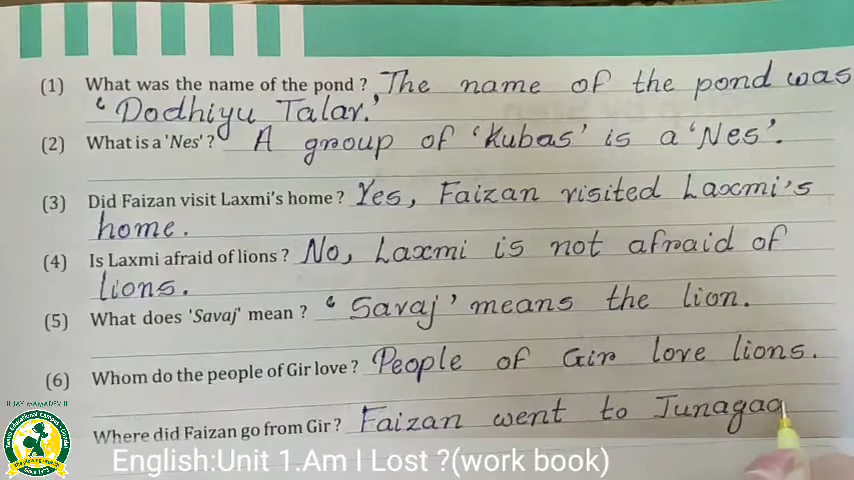 (1) What was the name of the pond ? The name of the pond was
‘Dodhiyu Talav.’
(2) What is a 'Nes' ? A group of ‘Kubas’ is a ‘Nes’.
(3) Did Faizan visit Laxmi's home ? Yes, Faizan visited Laxmi's
home.
(4) Is Laxmi afraid of lions ? No, Laxmi is not afraid of
lions.
(5) What does 'Savaj' mean ? ‘Savaj’ means the lion.
(6) Whom do the people of Gir love ? People of Gir love lions.
Where did Faizan go from Gir ? Faizan went to Junagad
|| JAY MAMADEV ||
English:Unit 1.Am I Lost ?(work book)